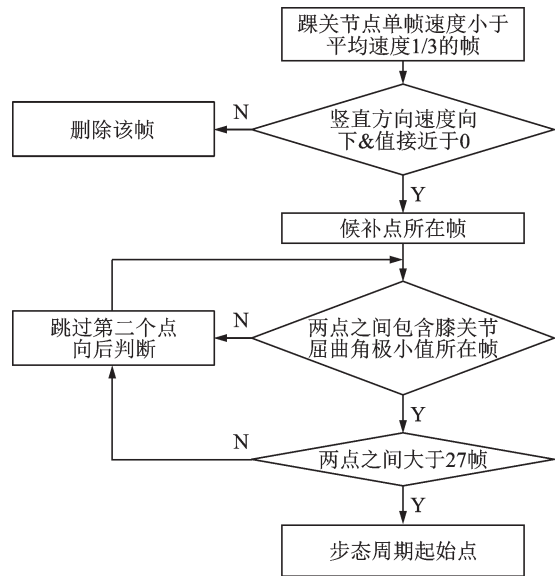 踝关节点单帧速度小于
平均速度1/3的帧
N
删除该帧
竖直方向速度向
下&值接近于0
Y
候补点所在帧
跳过第二个点
向后判断
N
两点之间包含膝关节
屈曲角极小值所在帧
Y
N
两点之间大于27帧
Y
步态周期起始点